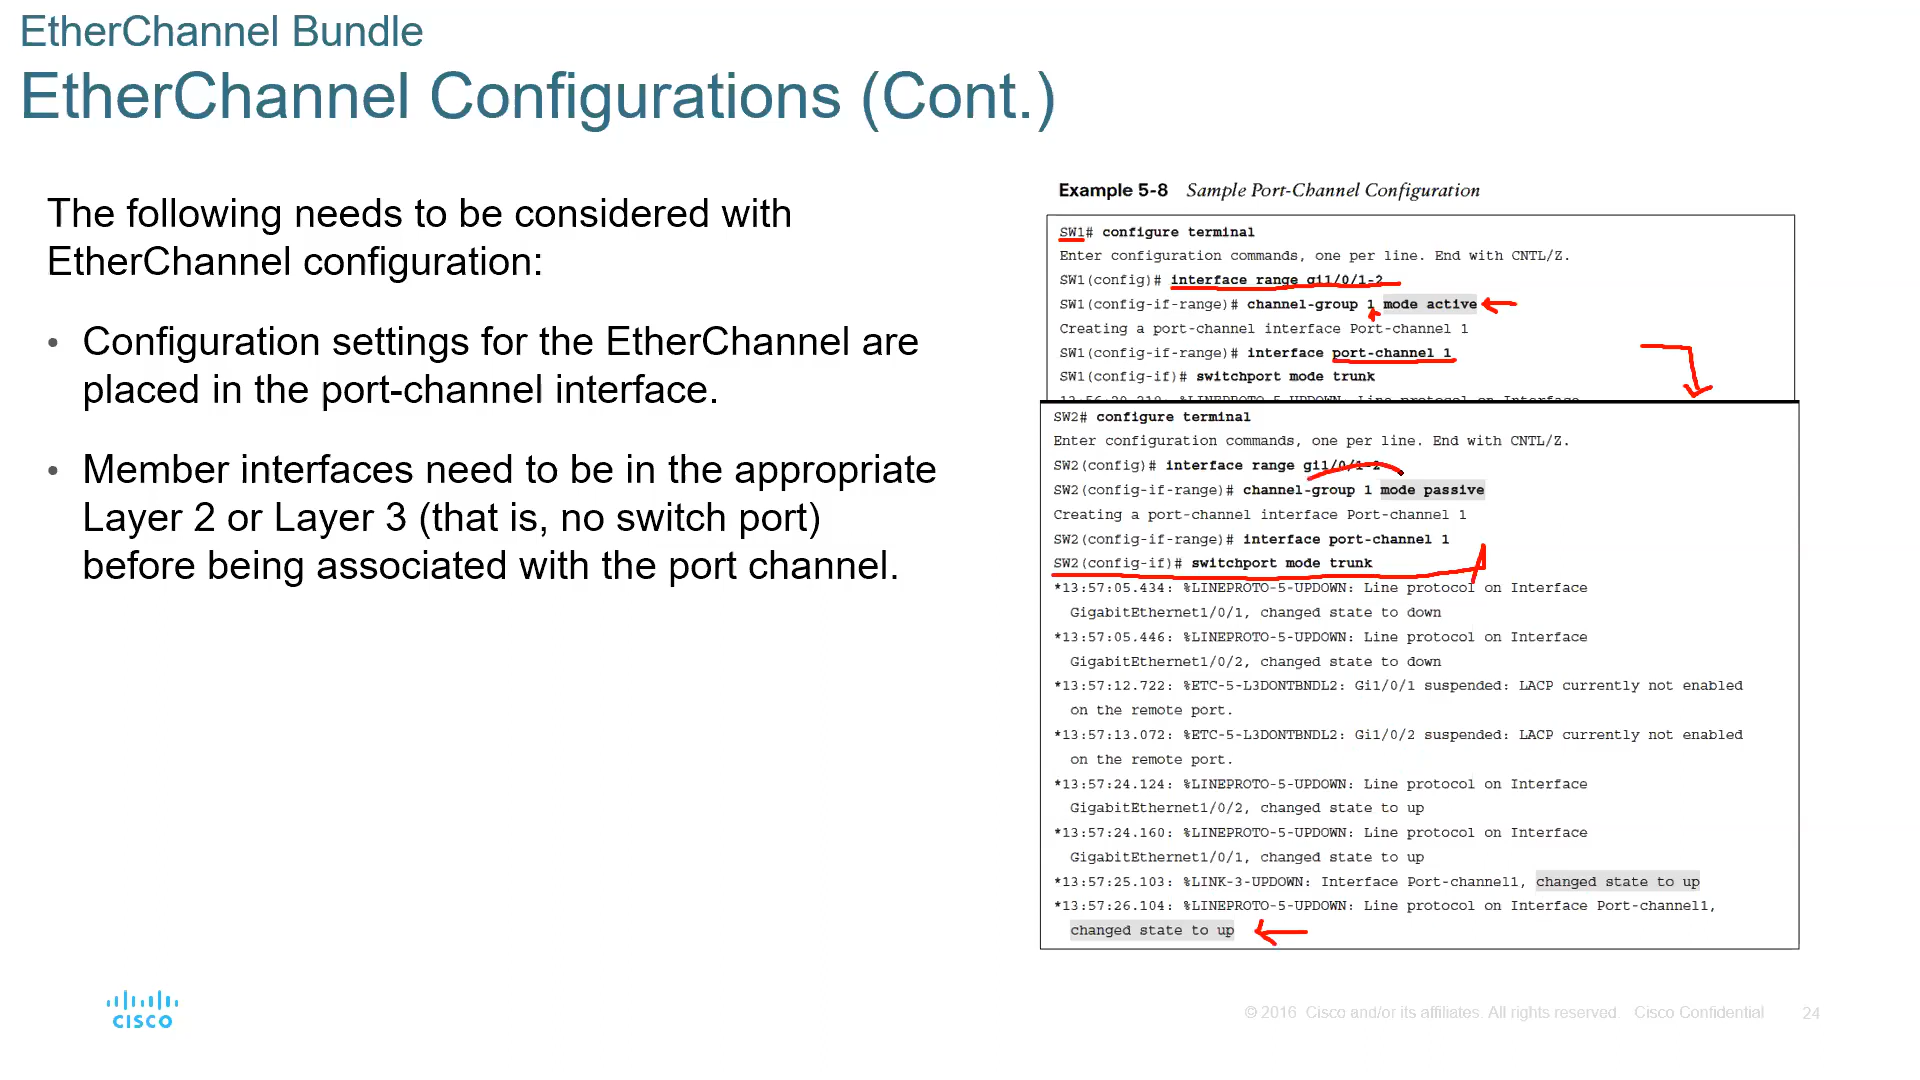 EtherChannel Bundle
EtherChannel Configurations (Cont.)
The following needs to be considered with
EtherChannel configuration:
• Configuration settings for the EtherChannel are
placed in the port-channel interface.
• Member interfaces need to be in the appropriate
Layer 2 or Layer 3 (that is, no switch port)
before being associated with the port channel.
Example 5-8 Sample Port-Channel Configuration
SW1# configure terminal
Enter configuration commands, one per line. End with CNTL/Z.
SW1(config)# interface range gi1/0/1-2
SW1(config-if-range)# channel-group 1 mode active
Creating a port-channel interface Port-channel 1
SW1(config-if-range)# interface port-channel 1
SW1(config-if)# switchport mode trunk
13:56:20.210: %LINEPROTO-5-UPDOWN: Line protocol on Interface
SW2# configure terminal
Enter configuration commands, one per line. End with CNTL/Z.
SW2(config)# interface range gi1/0/1-2
SW2(config-if-range)# channel-group 1 mode passive
Creating a port-channel interface Port-channel 1
SW2(config-if-range)# interface port-channel 1
SW2(config-if)# switchport mode trunk
*13:57:05.434: %LINEPROTO-5-UPDOWN: Line protocol on Interface
GigabitEthernet1/0/1, changed state to down
*13:57:05.446: %LINEPROTO-5-UPDOWN: Line protocol on Interface
GigabitEthernet1/0/2, changed state to down
*13:57:12.722: %ETC-5-L3DONTBNDL2: Gi1/0/1 suspended: LACP currently not enabled
on the remote port.
*13:57:13.072: %ETC-5-L3DONTBNDL2: Gi1/0/2 suspended: LACP currently not enabled
on the remote port.
*13:57:24.124: %LINEPROTO-5-UPDOWN: Line protocol on Interface
GigabitEthernet1/0/2, changed state to up
*13:57:24.160: %LINEPROTO-5-UPDOWN: Line protocol on Interface
GigabitEthernet1/0/1, changed state to up
*13:57:25.103: %LINK-3-UPDOWN: Interface Port-channel1, changed state to up
*13:57:26.104: %LINEPROTO-5-UPDOWN: Line protocol on Interface Port-channel1,
changed state to up
CISCO
© 2016 Cisco and/or its affiliates. All rights reserved. Cisco Confidential 24